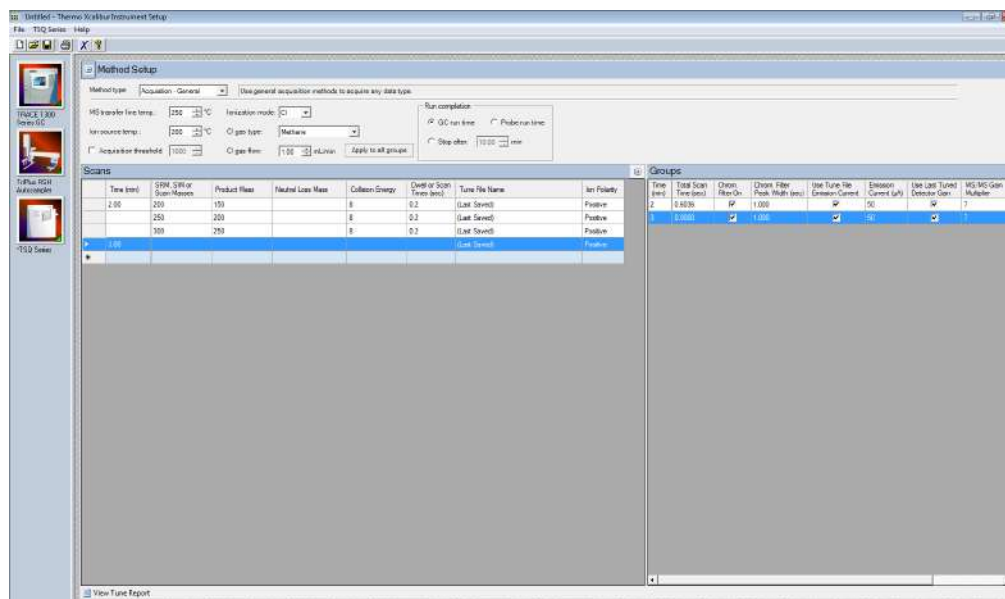 Untitled - Thermo Xcalibur Instrument Setup
File TSQ Series Help
TRACE 1300
Series GC
TriPlus RSH
Autosampler
*TSQ Series
Method Setup
Method type: Acquisition - General Use general acquisition methods to acquire any data type.
MS transfer line temp.: 250 °C Ionization mode: CI
Ion source temp.: 200 °C CI gas type: Methane
Acquisition threshold: 1000 CI gas flow: 1.00 mL/min Apply to all groups
Run completion
GC run time Probe run time
Stop after: 10.00 min
Scans
Time (min) SRM, SIM or Scan Masses Product Mass Neutral Loss Mass Collision Energy Dwell or Scan Times (sec) Tune File Name Ion Polarity
2.00 200 150 8 0.2 (Last Saved) Positive
250 200 8 0.2 (Last Saved) Positive
300 250 8 0.2 (Last Saved) Positive
3.00 (Last Saved) Positive
Groups
Time (min) Total Scan Time (secs) Chrom. Filter On Chrom. Filter Peak Width (sec) Use Tune File Emission Current Emission Current (µA) Use Last Tuned Detector Gain MS/MS Gain Multiplier
2 0.6036 1.000 50 7
3 0.0000 1.000 50 7
View Tune Report